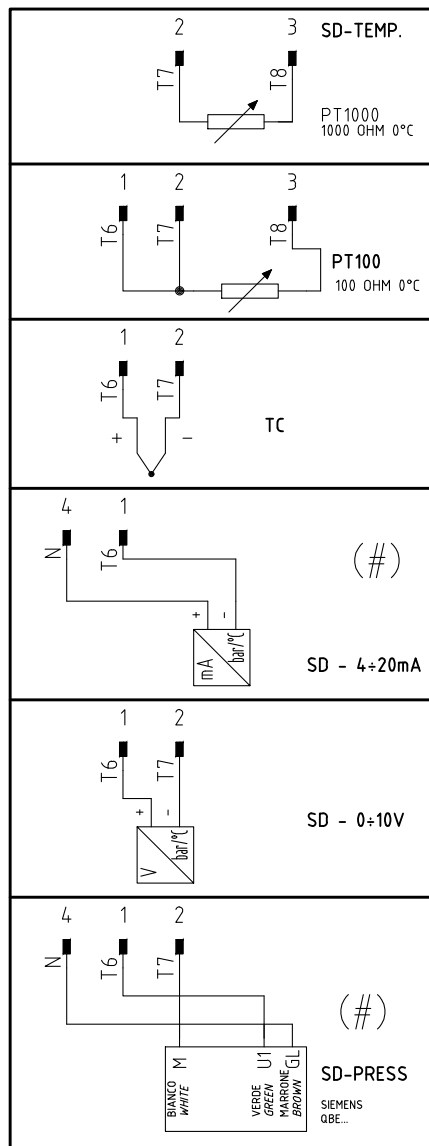 2 3 SD-TEMP.
T7 T8
PT1000
1000 OHM 0°C
1 2 3
T6 T7 T8
PT100
100 OHM 0°C
1 2
T6 T7
+ -
TC
4 1
N T6
(#)
+ -
mA bar/°C
SD - 4÷20mA
1 2
T6 T7
+ -
V bar/°C
SD - 0÷10V
4 1 2
N T6 T7
(#)
M U1 GL
BIANCO VERDE MARRONE
WHITE GREEN BROWN
SD-PRESS
SIEMENS
QBE...